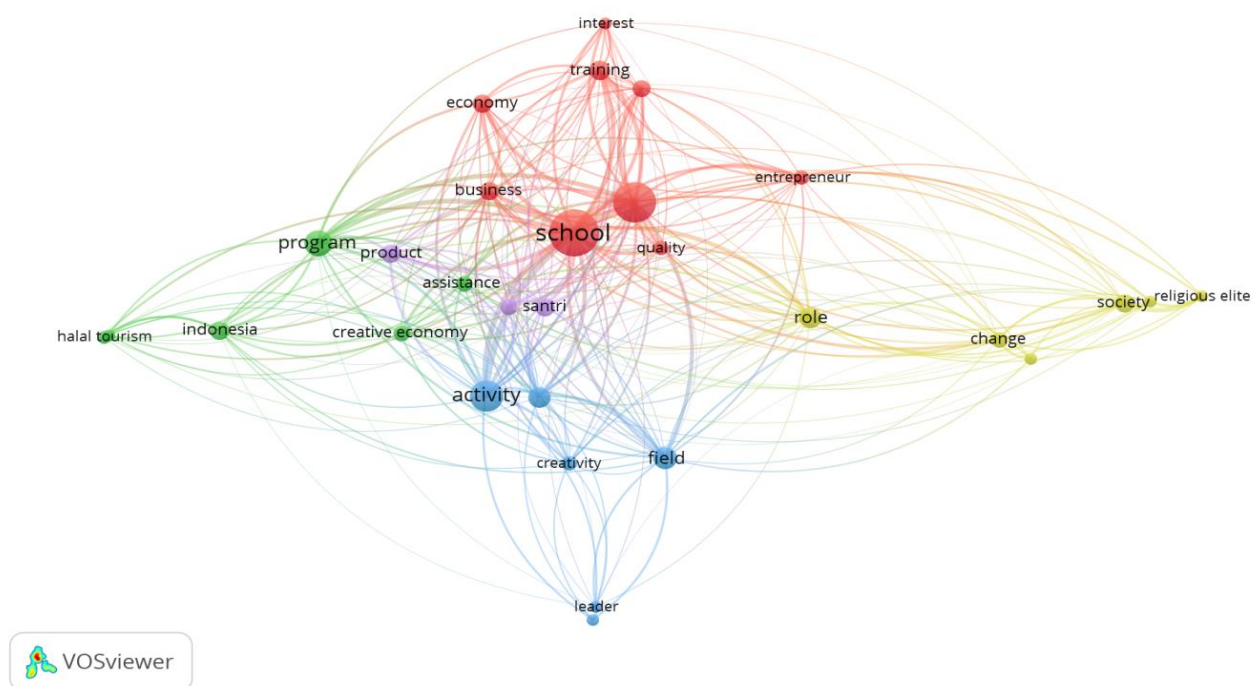 interest
training
economy
entrepreneur
business
school
quality
program
product
assistance
santri
role
society
religious elite
halal tourism
indonesia
creative economy
change
activity
creativity
field
leader
VOSviewer